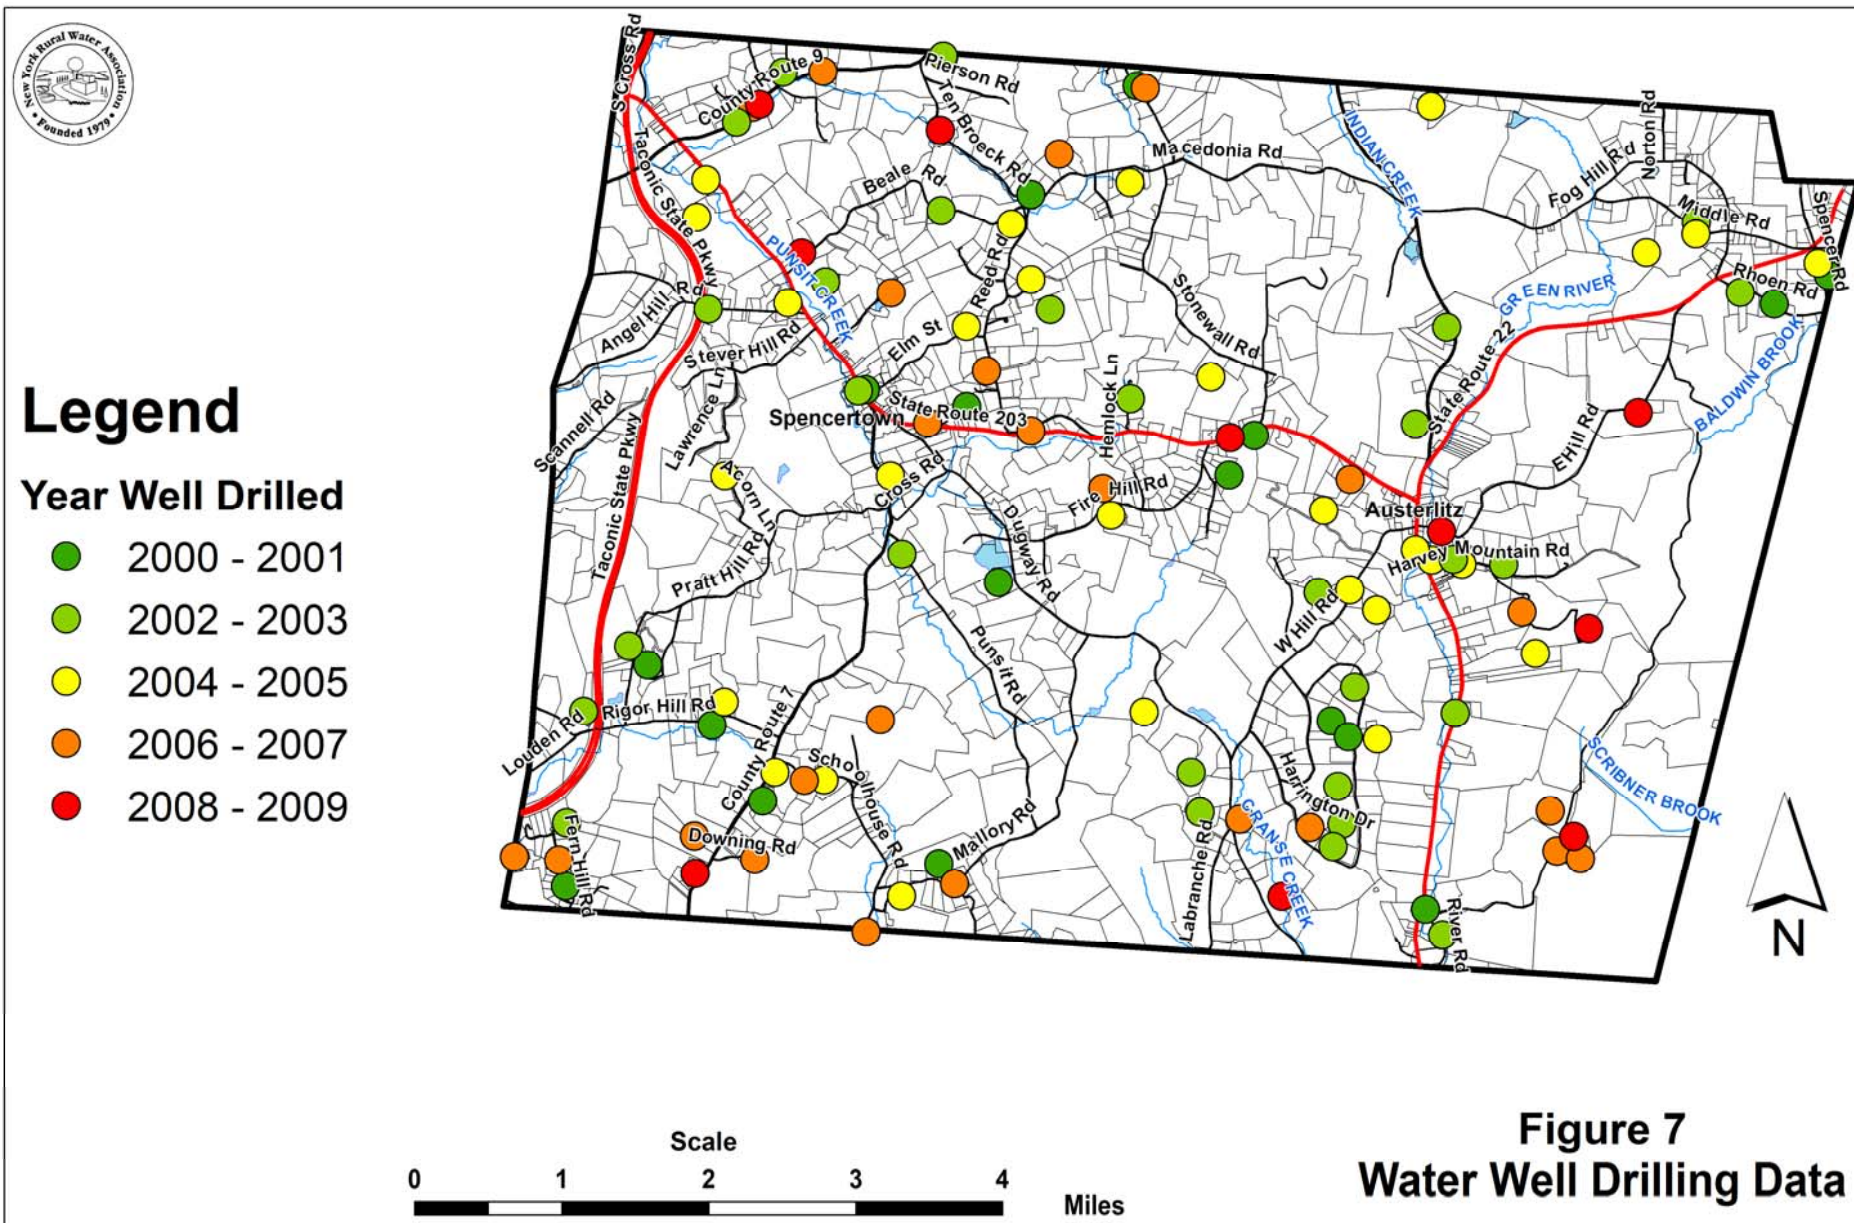 New York Rural Water Association
• Founded 1979 •
S Cross Rd
County Route 9
Pierson Rd
Ten Broeck Rd
Macedonia Rd
INDIAN CREEK
Norton Rd
Fog Hill Rd
Middle Rd
Spencer Rd
Taconic State Pkwy
Beale Rd
PUNSIT CREEK
Reed Rd
Stonewall Rd
GREEN RIVER
Rhoen Rd
Angel Hill Rd
Stever Hill Rd
Elm St
State Route 22
BALDWIN BROOK
Lawrence Ln
Hemlock Ln
Spencertown
State Route 203
Scannell Rd
Taconic State Pkwy
Acorn Ln
Cross Rd
Fire Hill Rd
E Hill Rd
Austerlitz
Dugway Rd
Harvey Mountain Rd
Pratt Hill Rd
W Hill Rd
Punsit Rd
Rigor Hill Rd
Louden Rd
County Route 7
Schoolhouse Rd
Harrington Dr
SCRIBNER BROOK
Fern Hill Rd
Downing Rd
Mallory Rd
Labranche Rd
CRANSE CREEK
River Rd
Legend
Year Well Drilled
2000 - 2001
2002 - 2003
2004 - 2005
2006 - 2007
2008 - 2009
N
Scale
0 1 2 3 4
Miles
Figure 7
Water Well Drilling Data